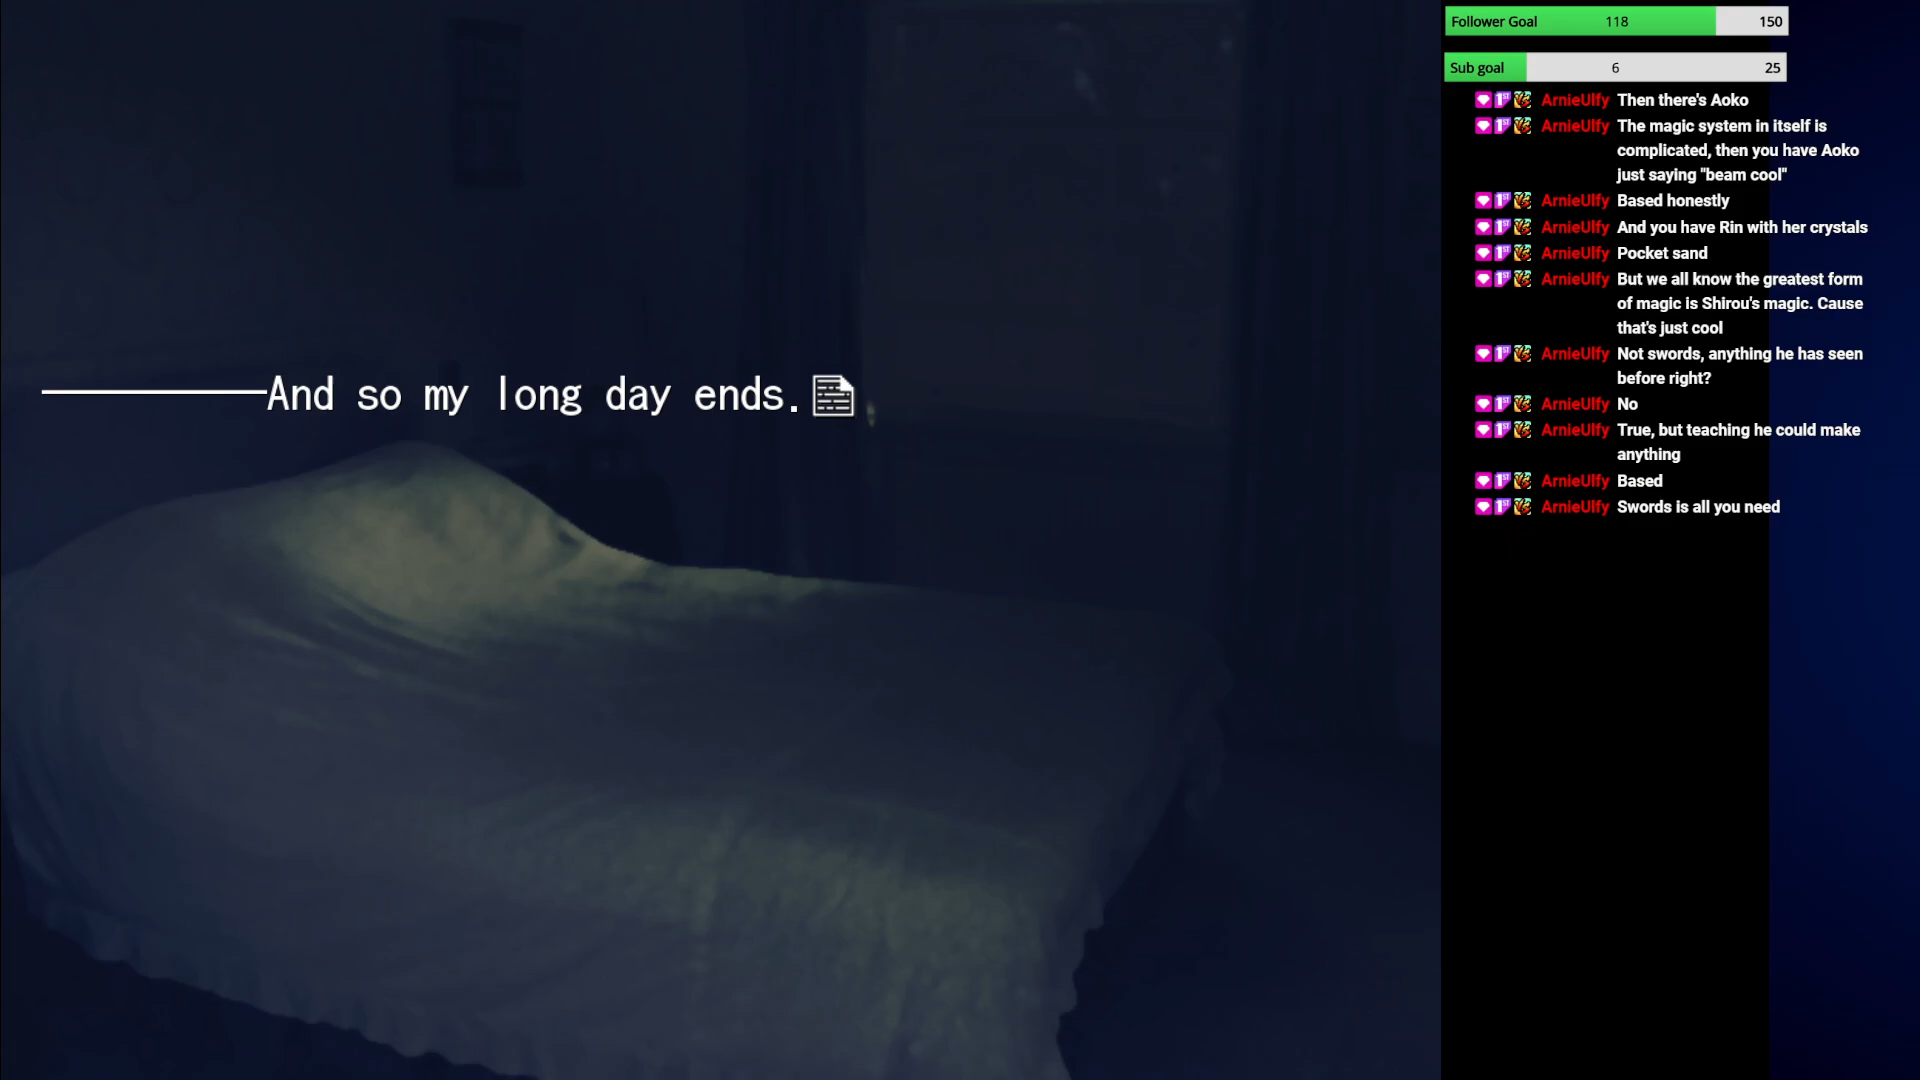 ————————And so my long day ends.
Follower Goal 118 150
Sub goal 6 25
ArnieUlfy Then there's Aoko
ArnieUlfy The magic system in itself is
complicated, then you have Aoko
just saying "beam cool"
ArnieUlfy Based honestly
ArnieUlfy And you have Rin with her crystals
ArnieUlfy Pocket sand
ArnieUlfy But we all know the greatest form
of magic is Shirou's magic. Cause
that's just cool
ArnieUlfy Not swords, anything he has seen
before right?
ArnieUlfy No
ArnieUlfy True, but teaching he could make
anything
ArnieUlfy Based
ArnieUlfy Swords is all you need